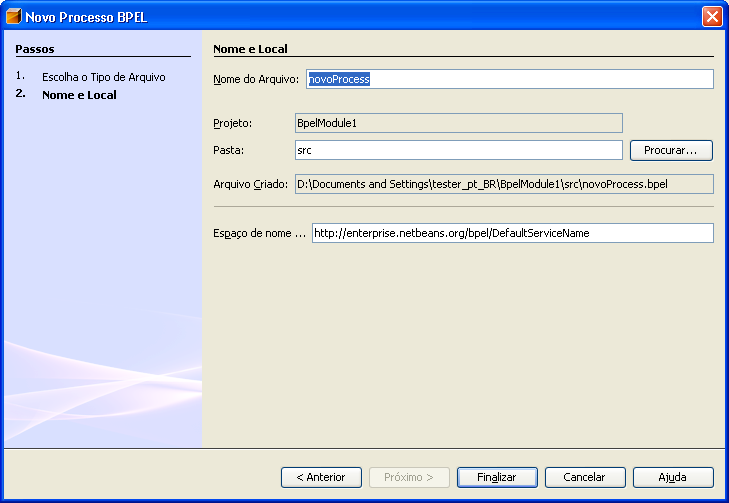 Novo Processo BPEL
Passos
1. Escolha o Tipo de Arquivo
2. Nome e Local
Nome e Local
Nome do Arquivo: novoProcess
Projeto: BpelModule1
Pasta: src Procurar...
Arquivo Criado: D:\Documents and Settings\tester_pt_BR\BpelModule1\src\novoProcess.bpel
Espaço de nome ... http://enterprise.netbeans.org/bpel/DefaultServiceName
< Anterior Próximo > Finalizar Cancelar Ajuda